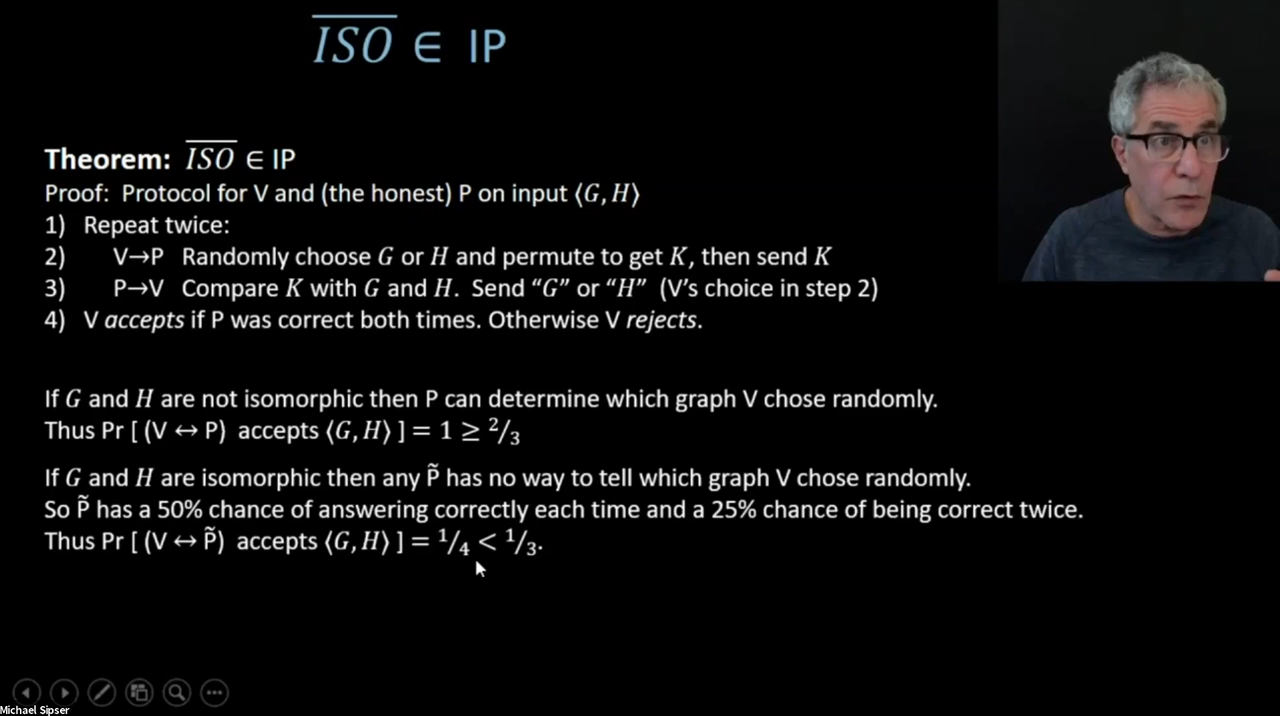 $\overline{ISO}$ ∈ IP
Theorem: $\overline{ISO}$ ∈ IP
Proof: Protocol for V and (the honest) P on input ⟨G, H⟩
1) Repeat twice:
2) V→P Randomly choose G or H and permute to get K, then send K
3) P→V Compare K with G and H. Send “G” or “H” (V’s choice in step 2)
4) V accepts if P was correct both times. Otherwise V rejects.
If G and H are not isomorphic then P can determine which graph V chose randomly.
Thus Pr [ (V ↔ P) accepts ⟨G, H⟩ ] = 1 ≥ 2/3
If G and H are isomorphic then any P̃ has no way to tell which graph V chose randomly.
So P̃ has a 50% chance of answering correctly each time and a 25% chance of being correct twice.
Thus Pr [ (V ↔ P̃) accepts ⟨G, H⟩ ] = 1/4 < 1/3.
Michael Sipser